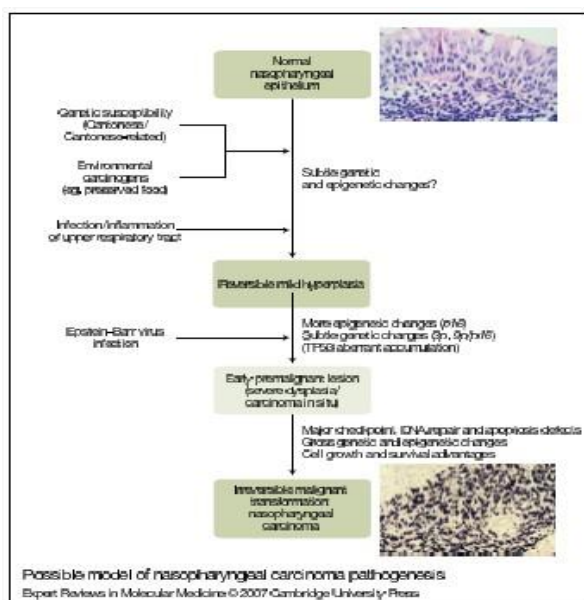 Normal
nasopharyngeal
epithelium
Genetic susceptibility
(Cantonese/
Cantonese-related)
Environmental
carcinogens
(eg. preserved food)
Subtle genetic
and epigenetic changes?
Infection/inflammation
of upper respiratory tract
Reversible mild hyperplasia
Epstein–Barr virus
infection
More epigenetic changes (p16)
Subtle genetic changes (3p, 9p/p16)
(TP53 aberrant accumulation)
Early premalignant lesion
(severe dysplasia/
carcinoma in situ)
Major checkpoint, DNA repair and apoptosis defects
Gross genetic and epigenetic changes
Cell growth and survival advantages
Irreversible malignant
transformation:
nasopharyngeal
carcinoma
Possible model of nasopharyngeal carcinoma pathogenesis
Expert Reviews in Molecular Medicine © 2007 Cambridge University Press